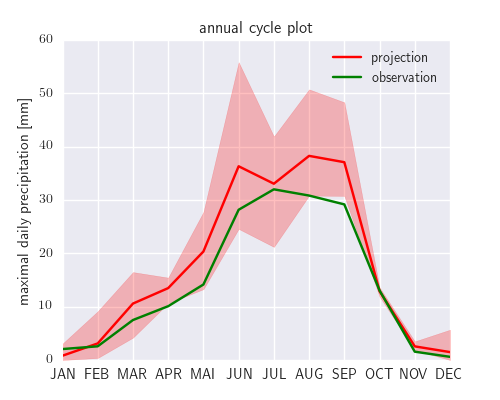 annual cycle plot
projection
observation
maximal daily precipitation [mm]
60
50
40
30
20
10
0
JAN FEB MAR APR MAI JUN JUL AUG SEP OCT NOV DEC